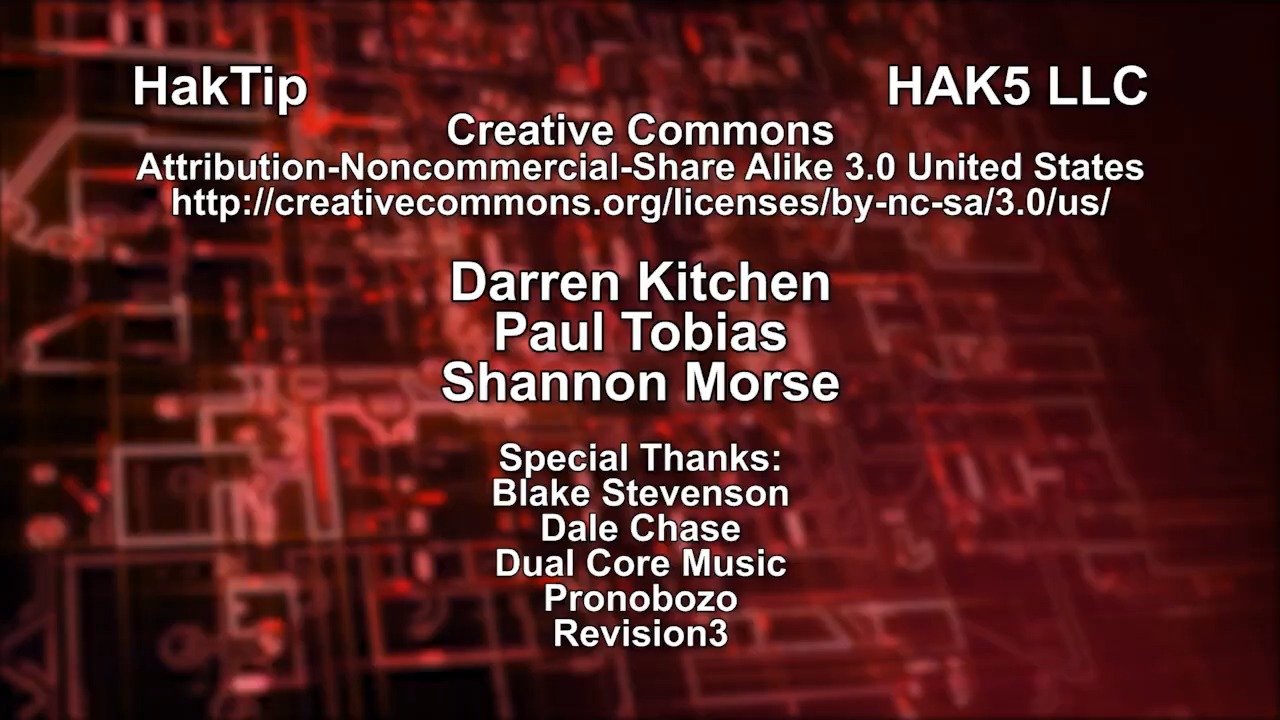 HakTip HAK5 LLC
Creative Commons
Attribution-Noncommercial-Share Alike 3.0 United States
http://creativecommons.org/licenses/by-nc-sa/3.0/us/
Darren Kitchen
Paul Tobias
Shannon Morse
Special Thanks:
Blake Stevenson
Dale Chase
Dual Core Music
Pronobozo
Revision3